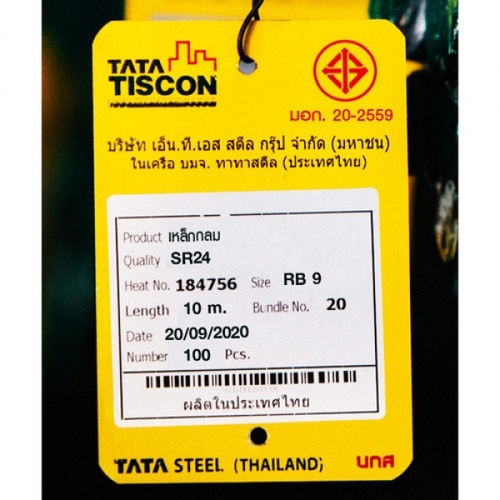 TATA
TISCON
มอก. 20-2559
บริษัท เอ็น.ที.เอส สตีล กรุ๊ป จำกัด (มหาชน)
ในเครือ บมจ. ทาทาสตีล (ประเทศไทย)
Product เหล็กกลม
Quality SR24
Heat No. 184756 Size RB 9
Length 10 m. Bundle No. 20
Date 20/09/2020
Number 100 Pcs.
ผลิตในประเทศไทย
TATA STEEL (THAILAND) นทส